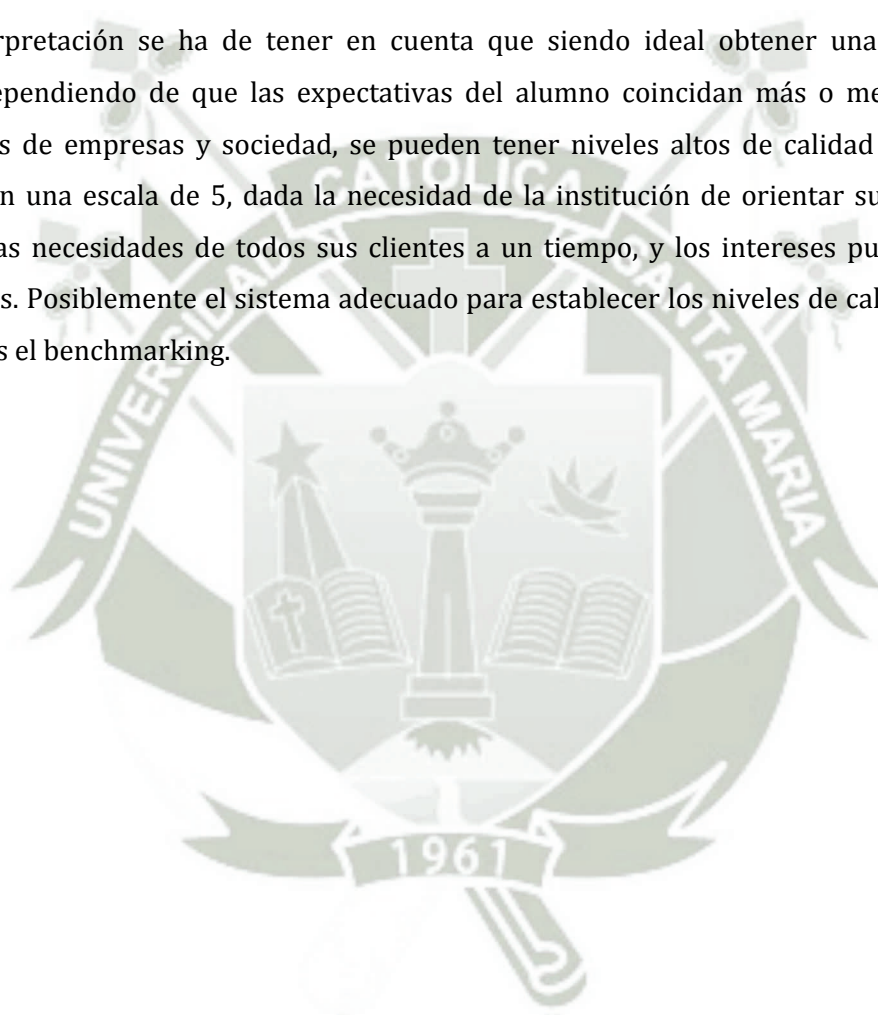 rpretación se ha de tener en cuenta que siendo ideal obtener una
ependiendo de que las expectativas del alumno coincidan más o me
s de empresas y sociedad, se pueden tener niveles altos de calidad
n una escala de 5, dada la necesidad de la institución de orientar su
as necesidades de todos sus clientes a un tiempo, y los intereses pu
s. Posiblemente el sistema adecuado para establecer los niveles de cal
s el benchmarking.
UNIVERSIDAD CATOLICA SANTA MARIA
1961